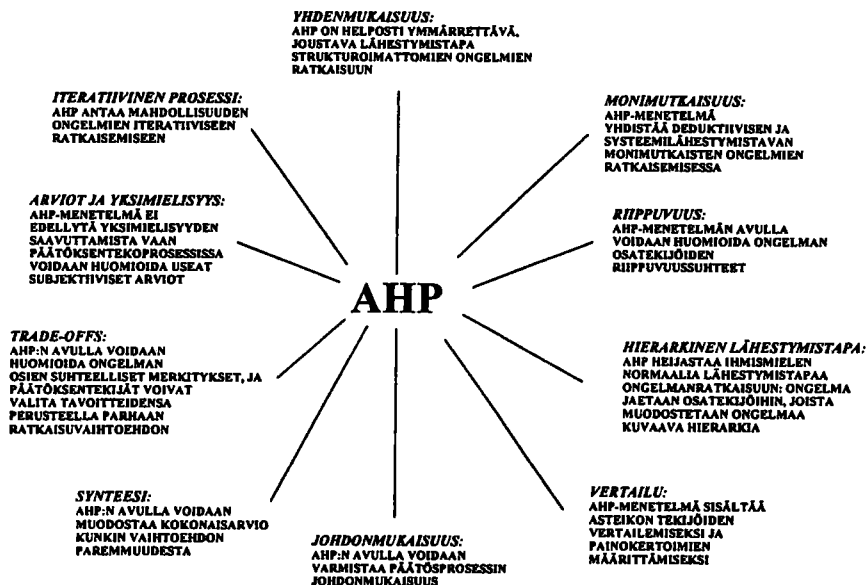 YHDENMUKAISUUS:
AHP ON HELPOSTI YMMÄRRETTÄVÄ,
JOUSTAVA LÄHESTYMISTAPA
STRUKTUROIMATTOMIEN ONGELMIEN
RATKAISUUN
ITERATIIVINEN PROSESSI:
AHP ANTAA MAHDOLLISUUDEN
ONGELMIEN ITERATIIVISEEN
RATKAISEMISEEN
MONIMUTKAISUUS:
AHP-MENETELMÄ
YHDISTÄÄ DEDUKTIIVISEN JA
SYSTEEMILÄHESTYMISTAVAN
MONIMUTKAISTEN ONGELMIEN
RATKAISEMISESSA
ARVIOT JA YKSIMIELISYYS:
AHP-MENETELMÄ EI
EDELLYTÄ YKSIMIELISYYDEN
SAAVUTTAMISTA VAAN
PÄÄTÖKSENTEKOPROSESSISSA
VOIDAAN HUOMIOIDA USEAT
SUBJEKTIIVISET ARVIOT
RIIPPUVUUS:
AHP-MENETELMÄN AVULLA
VOIDAAN HUOMIOIDA ONGELMAN
OSATEKIJÖIDEN
RIIPPUVUUSSUHTEET
AHP
TRADE-OFFS:
AHP:N AVULLA VOIDAAN
HUOMIOIDA ONGELMAN
OSIEN SUHTEELLISET MERKITYKSET, JA
PÄÄTÖKSENTEKIJÄT VOIVAT
VALITA TAVOITTEIDENSA
PERUSTEELLA PARHAAN
RATKAISUVAIHTOEHDON
HIERARKINEN LÄHESTYMISTAPA:
AHP HEIJASTAA IHMISMIELEN
NORMAALIA LÄHESTYMISTAPAA
ONGELMANRATKAISUUN: ONGELMA
JAETAAN OSATEKIJÖIHIN, JOISTA
MUODOSTETAAN ONGELMAA
KUVAAVA HIERARKIA
SYNTEESI:
AHP:N AVULLA VOIDAAN
MUODOSTAA KOKONAISARVIO
KUNKIN VAIHTOEHDON
PAREMMUUDESTA
JOHDONMUKAISUUS:
AHP:N AVULLA VOIDAAN
VARMISTAA PÄÄTÖSPROSESSIN
JOHDONMUKAISUUS
VERTAILU:
AHP-MENETELMÄ SISÄLTÄÄ
ASTEIKON TEKIJÖIDEN
VERTAILEMISEKSI JA
PAINOKERTOIMIEN
MÄÄRITTÄMISEKSI